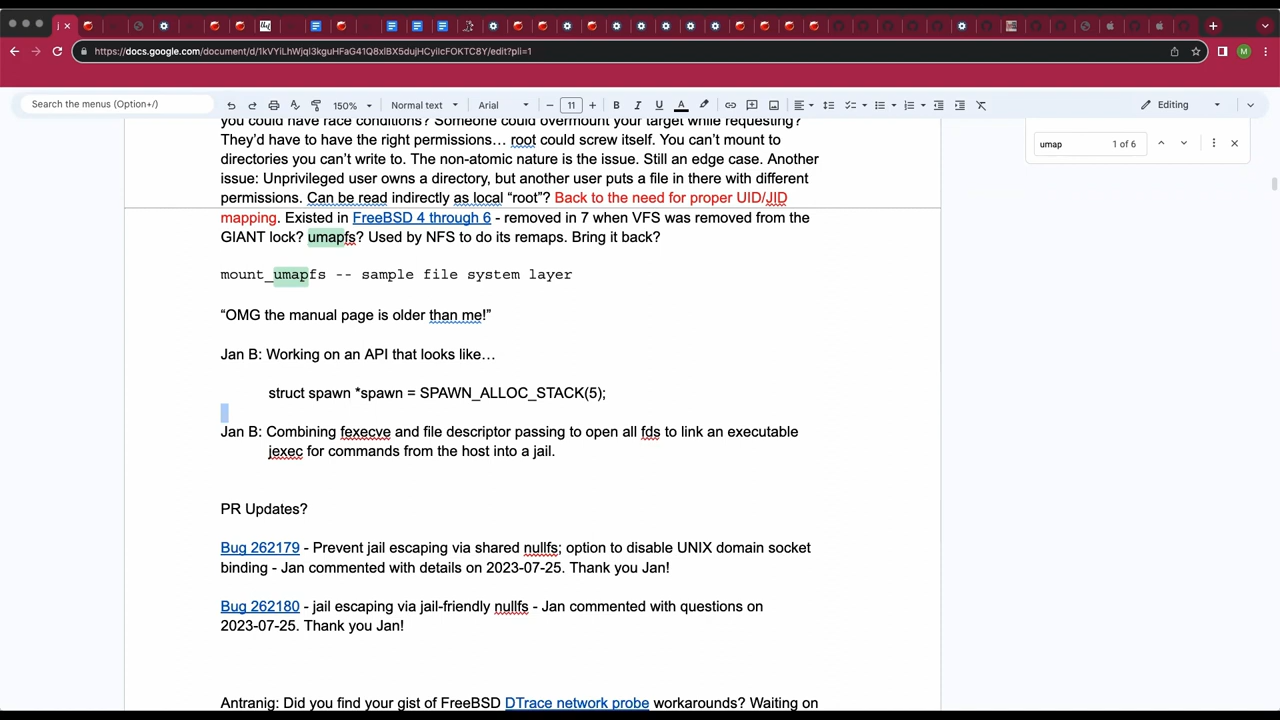 https://docs.google.com/document/d/1kVYiLhWjql3kguHFaG41Q8xlBX5dujHCyiIcFOKTC8Y/edit?pli=1
M
Search the menus (Option+/)
150%
Normal text
Arial
11
Editing
umap
1 of 6
you could have race conditions? Someone could overmount your target while requesting?
They’d have to have the right permissions… root could screw itself. You can’t mount to
directories you can’t write to. The non-atomic nature is the issue. Still an edge case. Another
issue: Unprivileged user owns a directory, but another user puts a file in there with different
permissions. Can be read indirectly as local “root”? Back to the need for proper UID/JID
mapping. Existed in FreeBSD 4 through 6 - removed in 7 when VFS was removed from the
GIANT lock? umapfs? Used by NFS to do its remaps. Bring it back?
mount_umapfs -- sample file system layer
“OMG the manual page is older than me!”
Jan B: Working on an API that looks like…
struct spawn *spawn = SPAWN_ALLOC_STACK(5);
Jan B: Combining fexecve and file descriptor passing to open all fds to link an executable
jexec for commands from the host into a jail.
PR Updates?
Bug 262179 - Prevent jail escaping via shared nullfs; option to disable UNIX domain socket
binding - Jan commented with details on 2023-07-25. Thank you Jan!
Bug 262180 - jail escaping via jail-friendly nullfs - Jan commented with questions on
2023-07-25. Thank you Jan!
Antranig: Did you find your gist of FreeBSD DTrace network probe workarounds? Waiting on